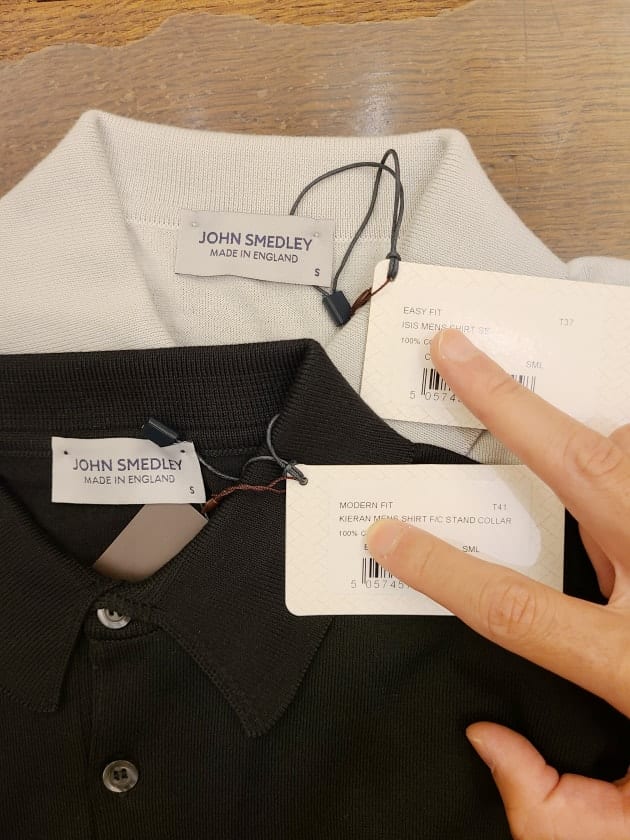 JOHN SMEDLEY
MADE IN ENGLAND
S
EASY FIT
T37
ISIS MENS SHIRT SS
100%
SML
5 0574
JOHN SMEDLEY
MADE IN ENGLAND
S
MODERN FIT
T41
KIERAN MENS SHIRT F/C STAND COLLAR
100%
SML
5 05745